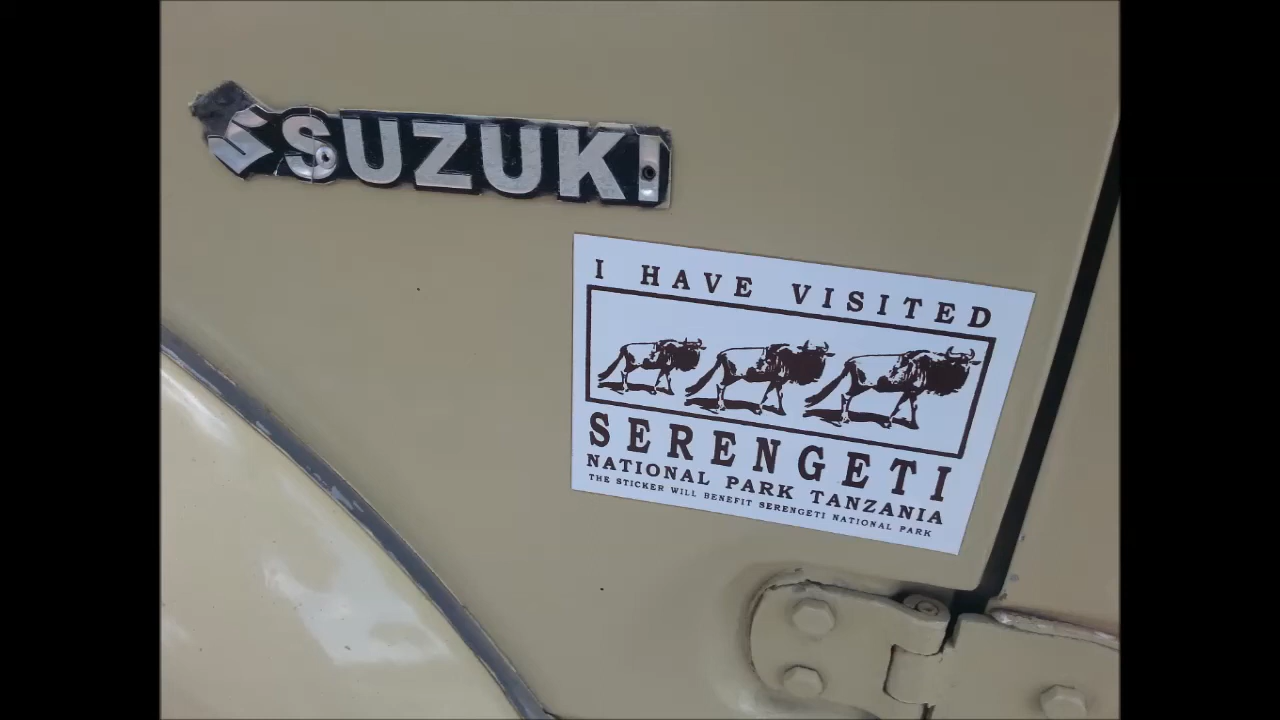 SUZUKI
I HAVE VISITED
SERENGETI
NATIONAL PARK TANZANIA
THE STICKER WILL BENEFIT SERENGETI NATIONAL PARK